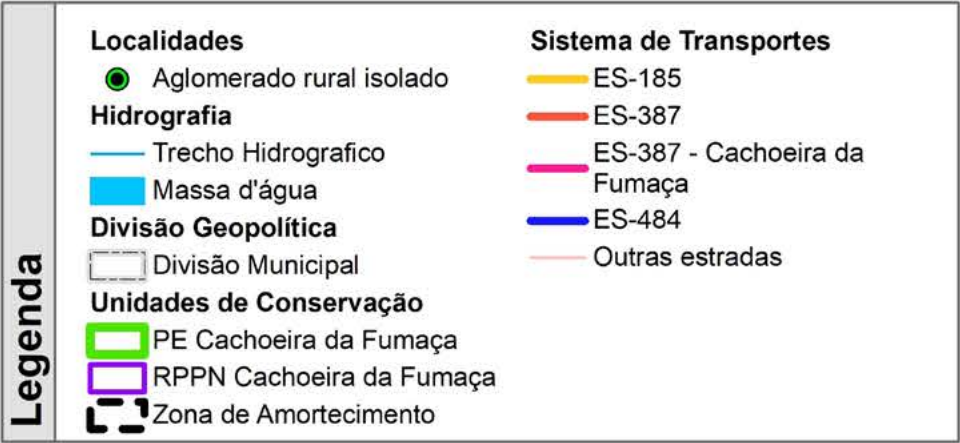 Legenda
Localidades
Aglomerado rural isolado
Hidrografia
Trecho Hidrografico
Massa d'água
Divisão Geopolítica
Divisão Municipal
Unidades de Conservação
PE Cachoeira da Fumaça
RPPN Cachoeira da Fumaça
Zona de Amortecimento
Sistema de Transportes
ES-185
ES-387
ES-387 - Cachoeira da
Fumaça
ES-484
Outras estradas